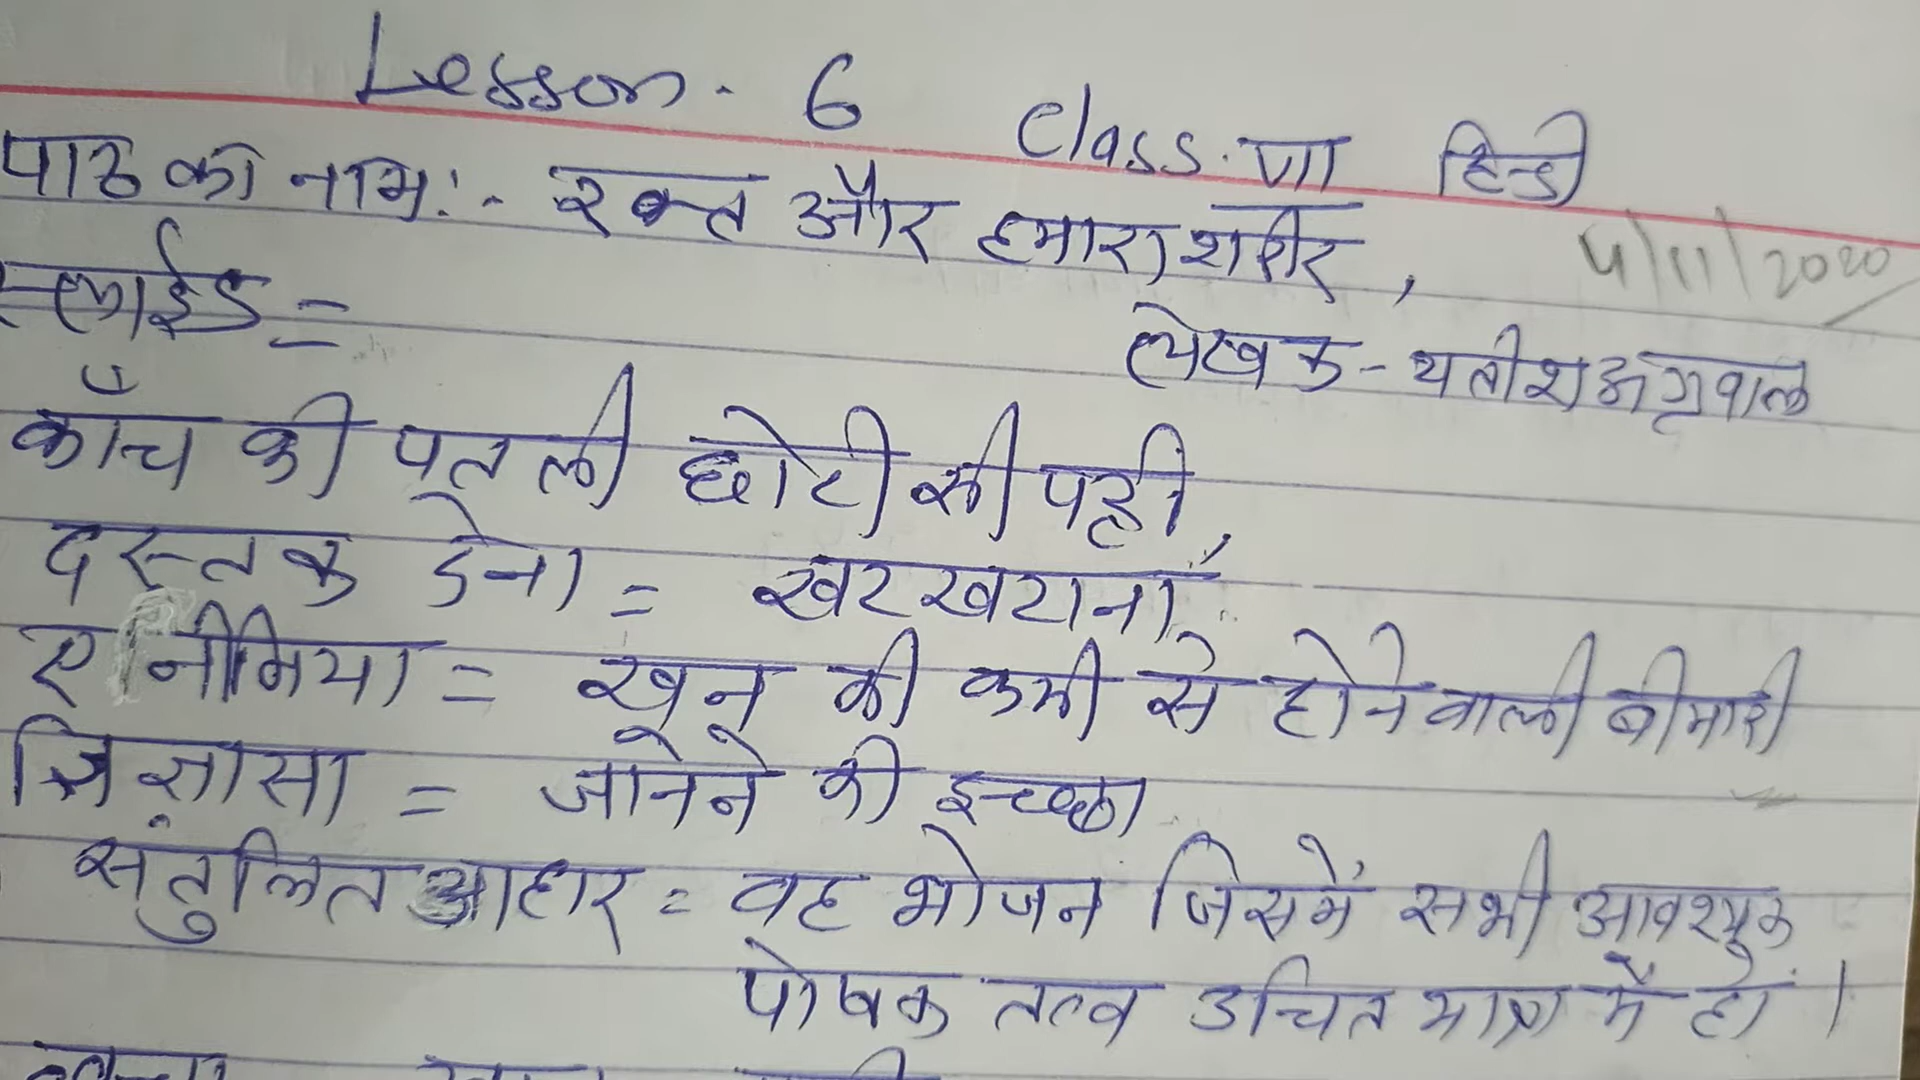 Lesson. 6 Class. VII हिन्दी
पाठ का नाम :- रक्त और हमारा शरीर,
4/11/2020
स्लाईड =
लेखक - यतीश अग्रवाल
काँच की पतली छोटी सी पट्टी,
दस्तक देना = खटखटाना,
एनीमिया = खून की कमी से होने वाली बीमारी
जिज्ञासा = जानने की इच्छा
संतुलित आहार = वह भोजन जिसमें सभी आवश्यक
पोषक तत्व उचित मात्रा में हों ।